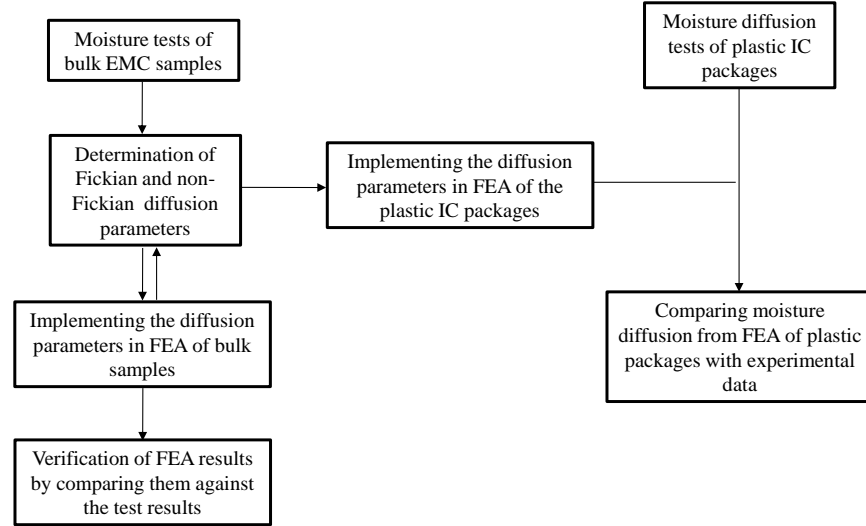 Moisture tests of
bulk EMC samples
Moisture diffusion
tests of plastic IC
packages
Determination of
Fickian and non-
Fickian diffusion
parameters
Implementing the diffusion
parameters in FEA of the
plastic IC packages
Implementing the diffusion
parameters in FEA of bulk
samples
Comparing moisture
diffusion from FEA of plastic
packages with experimental
data
Verification of FEA results
by comparing them against
the test results